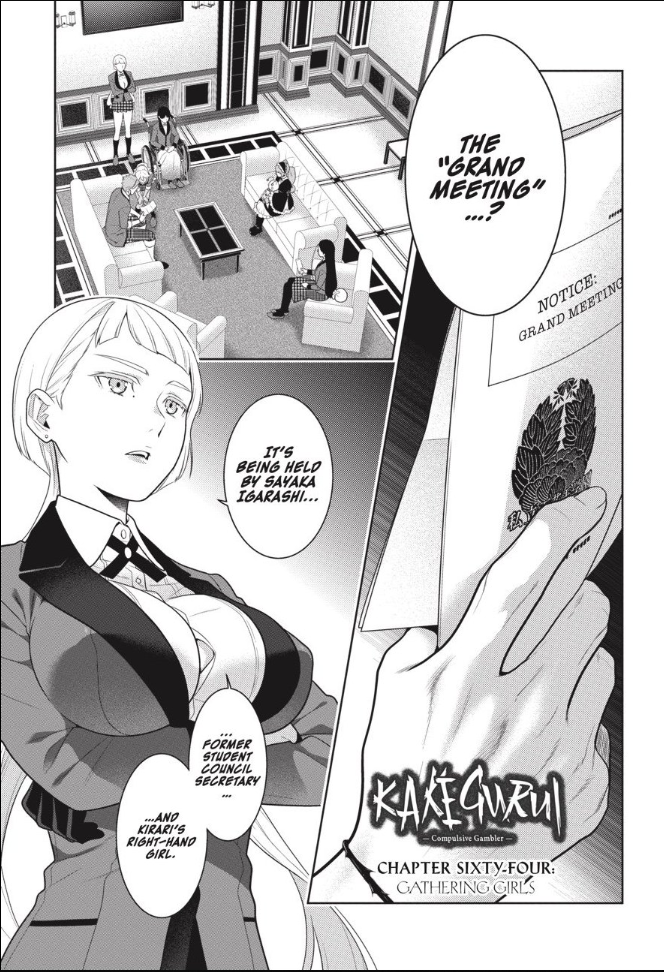 THE
"GRAND
MEETING"
...?
NOTICE:
GRAND MEETING
IT'S
BEING HELD
BY SAYAKA
IGARASHI...
...
FORMER
STUDENT
COUNCIL
SECRETARY
...
...AND
KIRARI'S
RIGHT-HAND
GIRL.
KAKEGURUI
— Compulsive Gambler —
CHAPTER SIXTY-FOUR:
GATHERING GIRLS